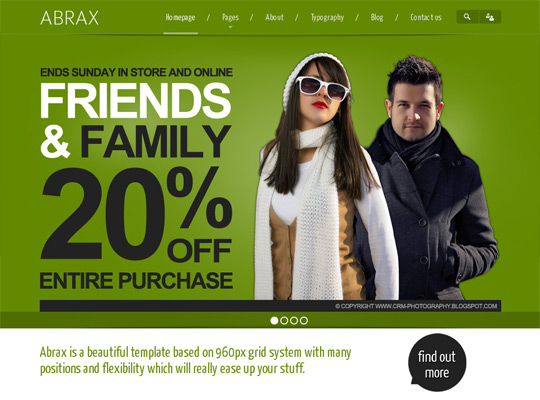 ABRAX
Homepage / Pages / About / Typography / Blog / Contact us
ENDS SUNDAY IN STORE AND ONLINE
FRIENDS
& FAMILY
20%
OFF
ENTIRE PURCHASE
© COPYRIGHT WWW.CRM-PHOTOGRAPHY.BLOGSPOT.COM
Abrax is a beautiful template based on 960px grid system with many
positions and flexibility which will really ease up your stuff.
find out
more